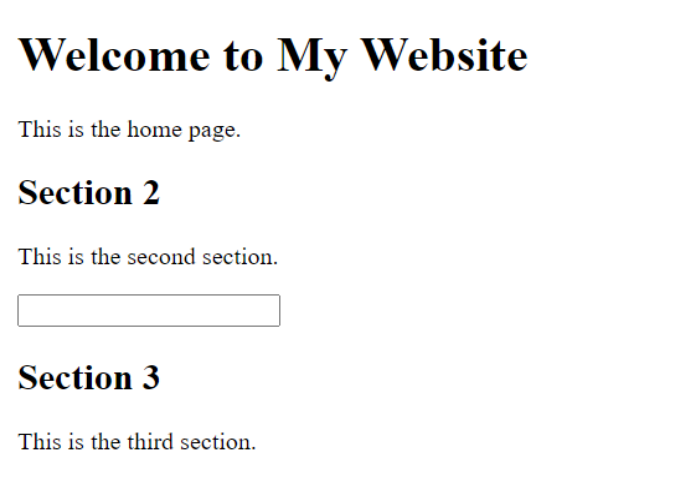 Welcome to My Website
This is the home page.
Section 2
This is the second section.
Section 3
This is the third section.